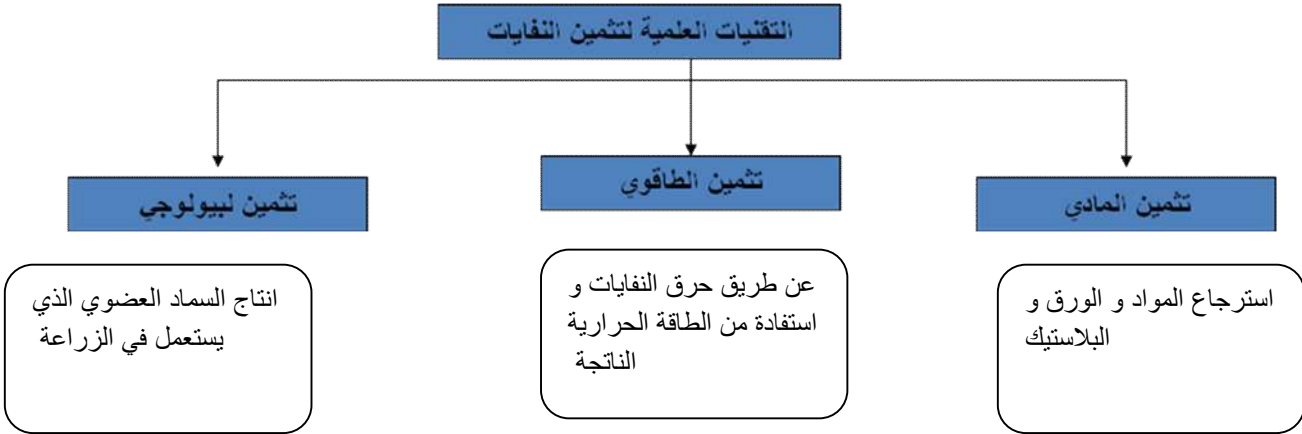 التقنيات العلمية لتثمين النفايات
تثمين المادي
تثمين الطاقوي
تثمين لبيولوجي
استرجاع المواد و الورق و
البلاستيك
عن طريق حرق النفايات و
استفادة من الطاقة الحرارية
الناتجة
انتاج السماد العضوي الذي
يستعمل في الزراعة